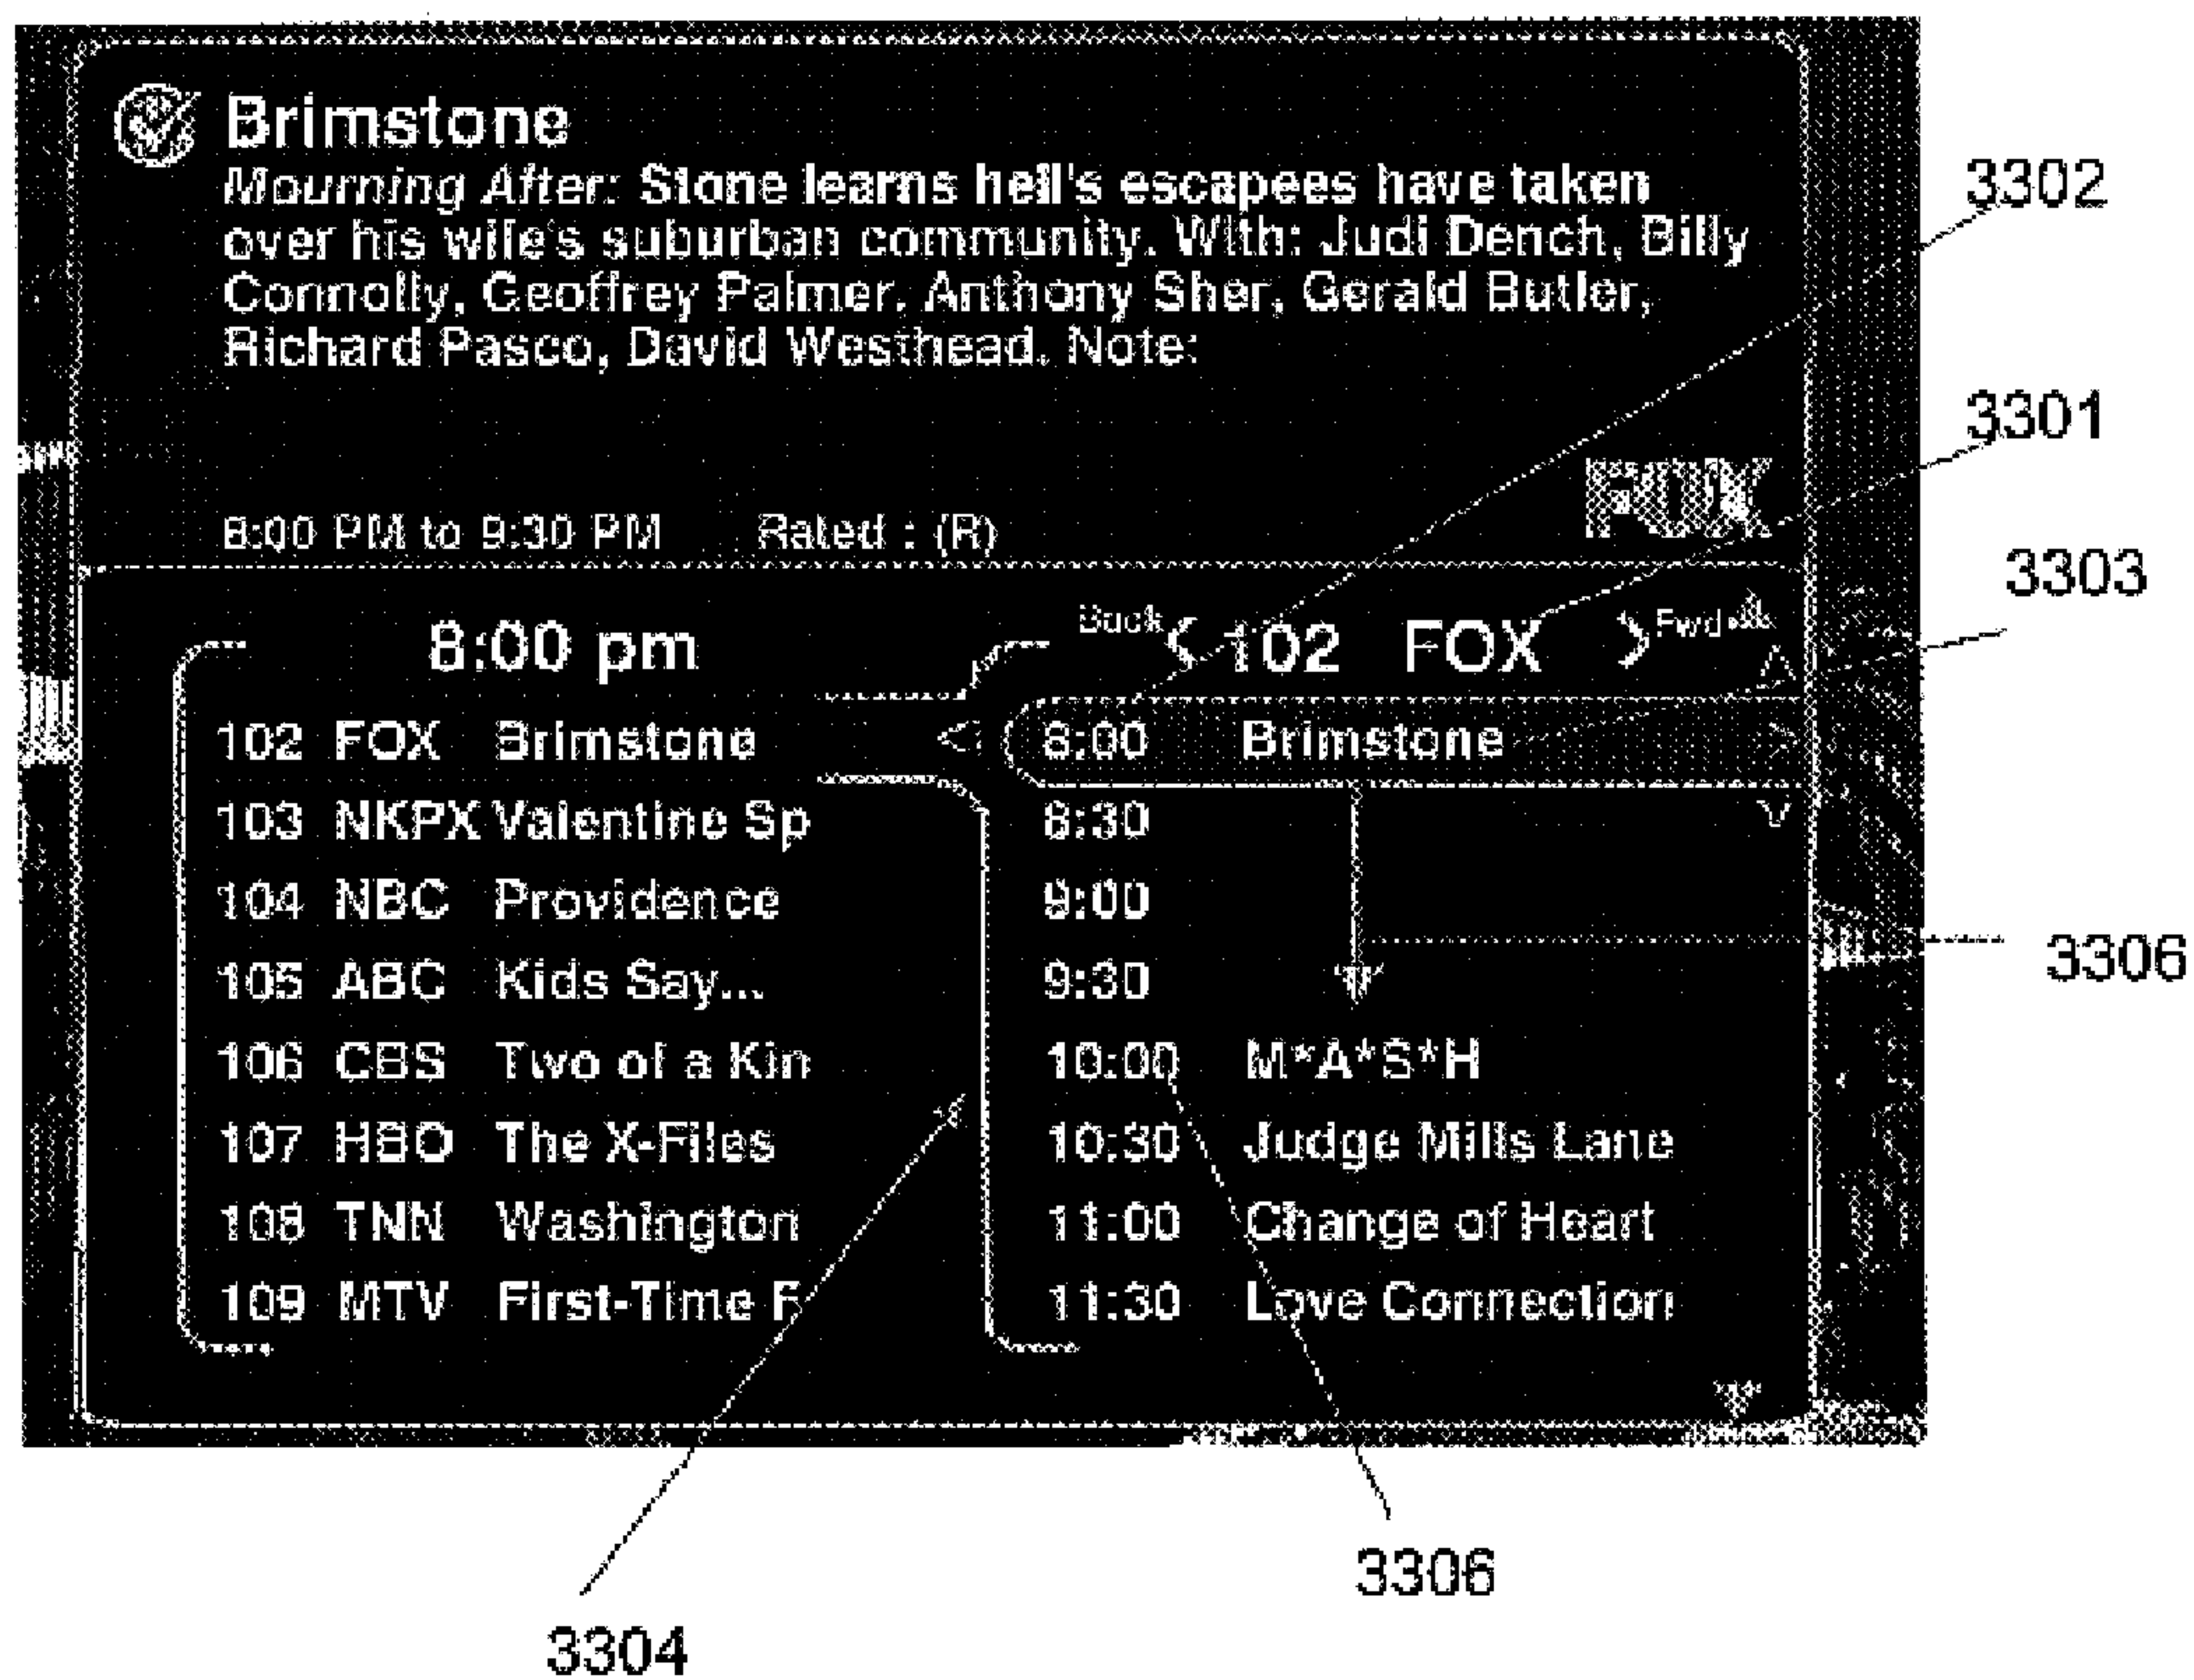 Brimstone
Mourning After: Stone learns hell's escapees have taken
over his wife's suburban community. With: Judi Dench, Billy
Connolly, Geoffrey Palmer, Anthony Sher, Gerald Butler,
Richard Pasco, David Westhead. Note:
FOX
8:00 PM to 9:30 PM Rated : (R)
8:00 pm
102 FOX Brimstone
103 NKPX Valentine Sp
104 NBC Providence
105 ABC Kids Say...
106 CBS Two of a Kin
107 HBO The X-Files
108 TNN Washington
109 MTV First-Time F
Back < 102 FOX > Fwd
8:00 Brimstone
8:30
9:00
9:30
10:00 M*A*S*H
10:30 Judge Mills Lane
11:00 Change of Heart
11:30 Love Connection
3302
3301
3303
3306
3306
3304